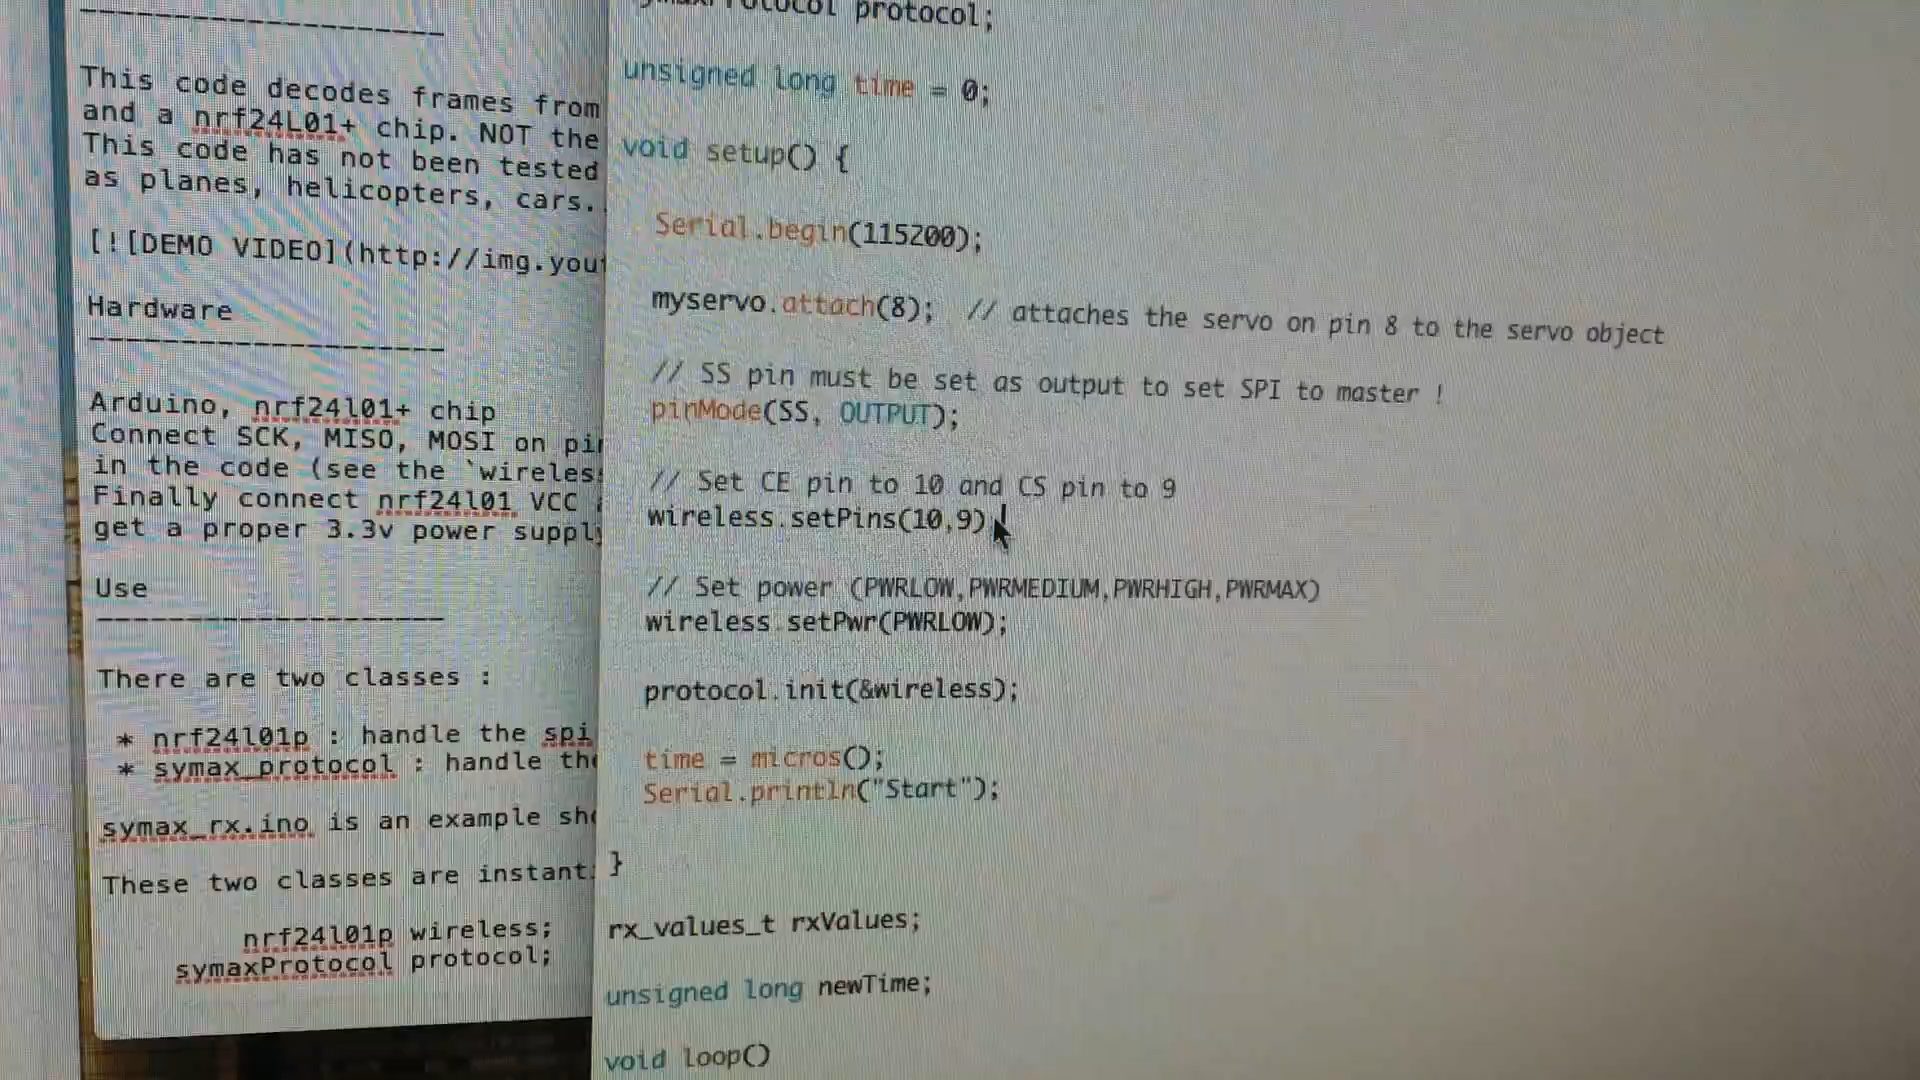 This code decodes frames from
and a nrf24L01+ chip. NOT the
This code has not been tested
as planes, helicopters, cars..
[![DEMO VIDEO](http://img.you
Hardware
Arduino, nrf24l01+ chip
Connect SCK, MISO, MOSI on pin
in the code (see the `wireless
Finally connect nrf24l01 VCC
get a proper 3.3v power supply
Use
There are two classes :
* nrf24l01p : handle the spi
* symax_protocol : handle the
symax_rx.ino is an example
These two classes are
nrf24l01p wireless;
symaxProtocol protocol;
protocol;
unsigned long time = 0;
void setup() {
Serial.begin(115200);
myservo.attach(8);  // attaches the servo on pin 8 to the servo object
// SS pin must be set as output to set SPI to master !
pinMode(SS, OUTPUT);
// Set CE pin to 10 and CS pin to 9
wireless.setPins(10,9)
// Set power (PWRLOW,PWRMEDIUM,PWRHIGH,PWRMAX)
wireless.setPwr(PWRLOW);
protocol.init(&wireless);
time = micros();
Serial.println("Start");
}
rx_values_t rxValues;
unsigned long newTime;
void loop()